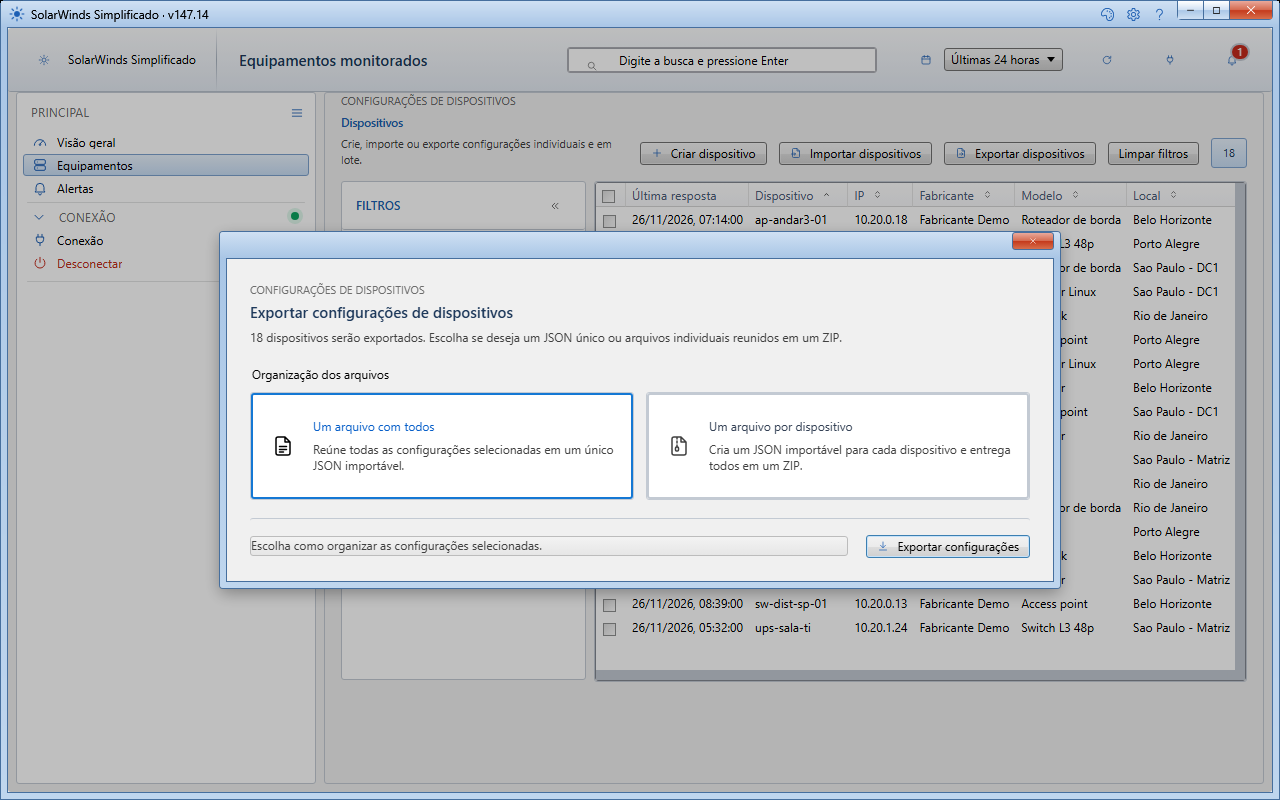 SolarWinds Simplificado · v147.14
SolarWinds Simplificado
Equipamentos monitorados
Digite a busca e pressione Enter
Últimas 24 horas
1
PRINCIPAL
Visão geral
Equipamentos
Alertas
CONEXÃO
Conexão
Desconectar
CONFIGURAÇÕES DE DISPOSITIVOS
Dispositivos
Crie, importe ou exporte configurações individuais e em
lote.
Criar dispositivo
Importar dispositivos
Exportar dispositivos
Limpar filtros
18
FILTROS
Última resposta Dispositivo IP Fabricante Modelo Local
26/11/2026, 07:14:00 ap-andar3-01 10.20.0.18 Fabricante Demo Roteador de borda Belo Horizonte
L3 48p Porto Alegre
or de borda Sao Paulo - DC1
r Linux Sao Paulo - DC1
k Rio de Janeiro
point Porto Alegre
r Linux Porto Alegre
r Belo Horizonte
point Sao Paulo - DC1
r Rio de Janeiro
Sao Paulo - Matriz
Rio de Janeiro
or de borda Rio de Janeiro
Porto Alegre
k Belo Horizonte
r Sao Paulo - Matriz
26/11/2026, 08:39:00 sw-dist-sp-01 10.20.0.13 Fabricante Demo Access point Belo Horizonte
26/11/2026, 05:32:00 ups-sala-ti 10.20.1.24 Fabricante Demo Switch L3 48p Sao Paulo - Matriz
CONFIGURAÇÕES DE DISPOSITIVOS
Exportar configurações de dispositivos
18 dispositivos serão exportados. Escolha se deseja um JSON único ou arquivos individuais reunidos em um ZIP.
Organização dos arquivos
Um arquivo com todos
Reúne todas as configurações selecionadas em um único
JSON importável.
Um arquivo por dispositivo
Cria um JSON importável para cada dispositivo e entrega
todos em um ZIP.
Escolha como organizar as configurações selecionadas.
Exportar configurações